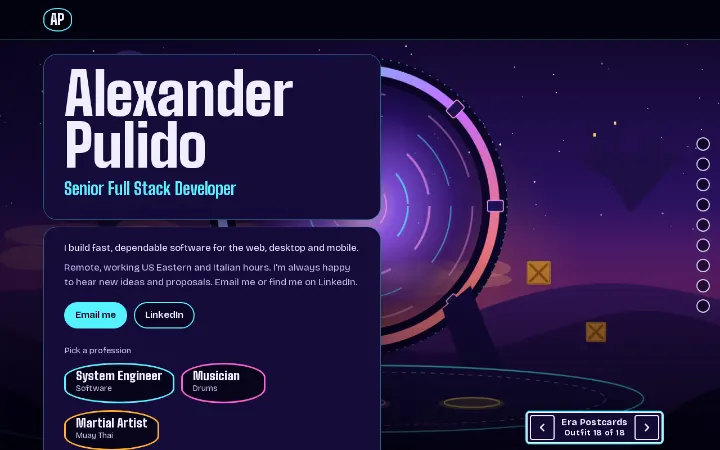 AP
Alexander
Pulido
Senior Full Stack Developer
I build fast, dependable software for the web, desktop and mobile.
Remote, working US Eastern and Italian hours. I'm always happy
to hear new ideas and proposals. Email me or find me on LinkedIn.
Email me
LinkedIn
Pick a profession
System Engineer
Software
Musician
Drums
Martial Artist
Muay Thai
Era Postcards
Outfit 18 of 18